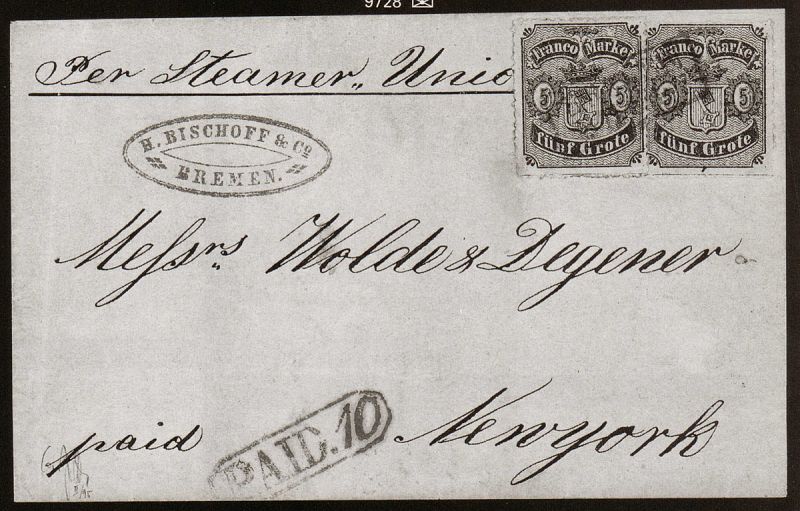 9728
Per Steamer „ Unio
Franco Marke Franco Marke
5 5 5 5
fünf Grote fünf Grote
H. BISCHOFF & Co
BREMEN.
Messrs. Wolde & Degener
paid
PAID. 10
Newyork